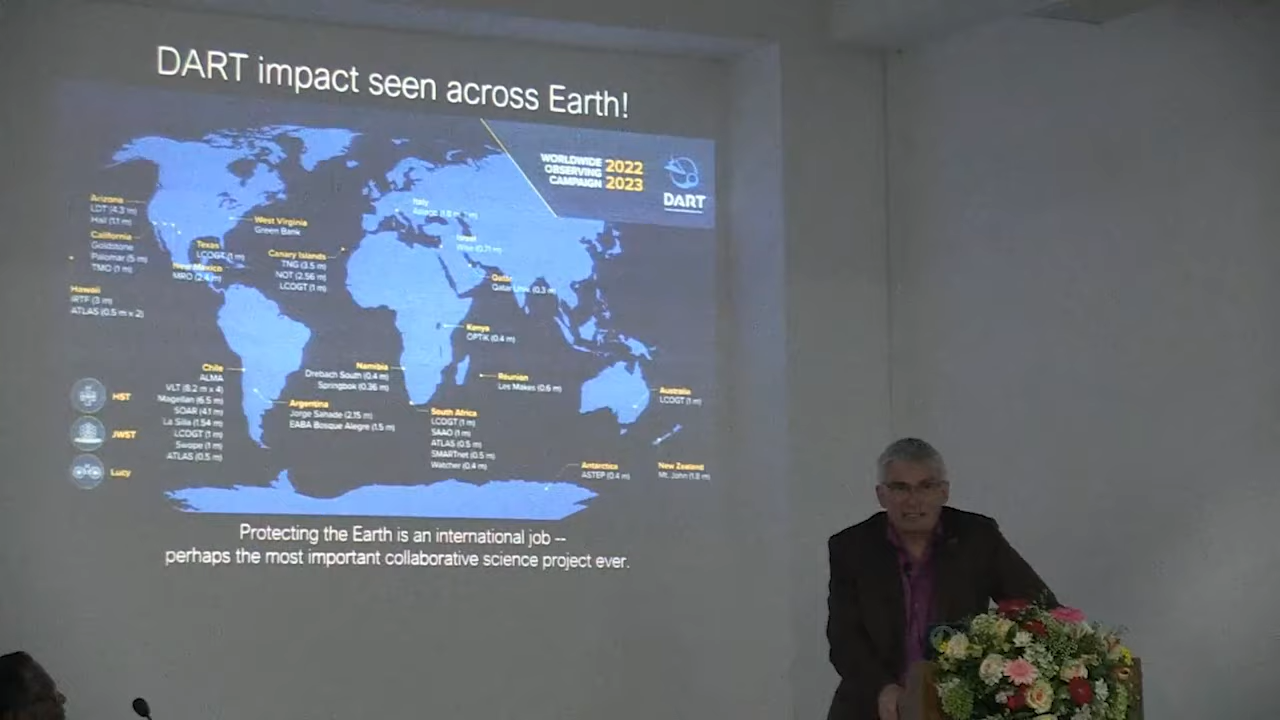 DART impact seen across Earth!
WORLDWIDE
OBSERVING
CAMPAIGN
2022
2023
DART
Arizona
LDT (4.3 m)
Hall (1.1 m)
California
Goldstone
Palomar (5 m)
TMO (1 m)
Hawaii
IRTF (3 m)
ATLAS (0.5 m x 2)
Texas
LCOGT (1 m)
New Mexico
MRO (2.4 m)
West Virginia
Green Bank
Canary Islands
TNG (3.5 m)
NOT (2.56 m)
LCOGT (1 m)
Italy
Israel
Wise (0.71 m)
Qatar
Kenya
OPTiK (0.4 m)
Chile
ALMA
VLT (8.2 m x 4)
Magellan (6.5 m)
SOAR (4.1 m)
La Silla (1.54 m
LCOGT (1 m)
Swope (1 m)
ATLAS (0.5 m)
Namibia
Drebach South (0.4 m)
Springbok (0.36 m)
Argentina
Jorge Sahade (2.15 m)
EABA Bosque Alegre (1.5 m)
Réunion
Les Makes (0.6 m)
South Africa
LCOGT (1 m)
SAAO (1 m)
ATLAS (0.5 m)
SMARTnet (0.5 m)
Watcher (0.4 m)
Australia
LCOGT (1 m)
Antarctica
ASTEP (0.4 m)
New Zealand
Mt. John (1.8 m)
HST
JWST
Lucy
Protecting the Earth is an international job --
perhaps the most important collaborative science project ever.